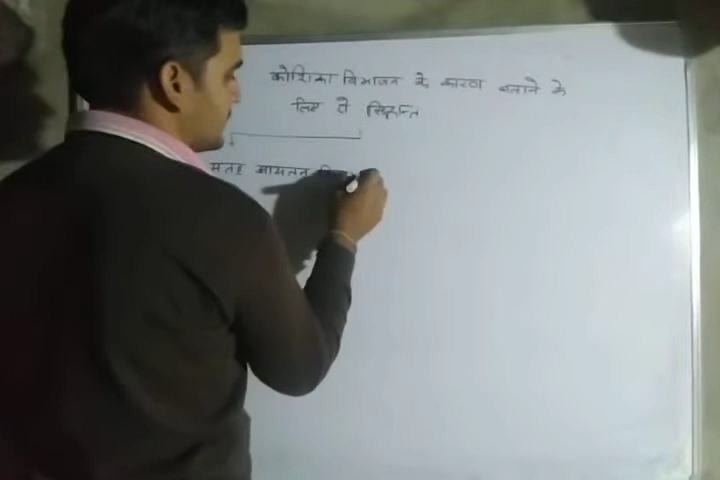 कोशिका विभाजन के कारण बताने के
लिए दो सिद्धान्त
सतह आयतन